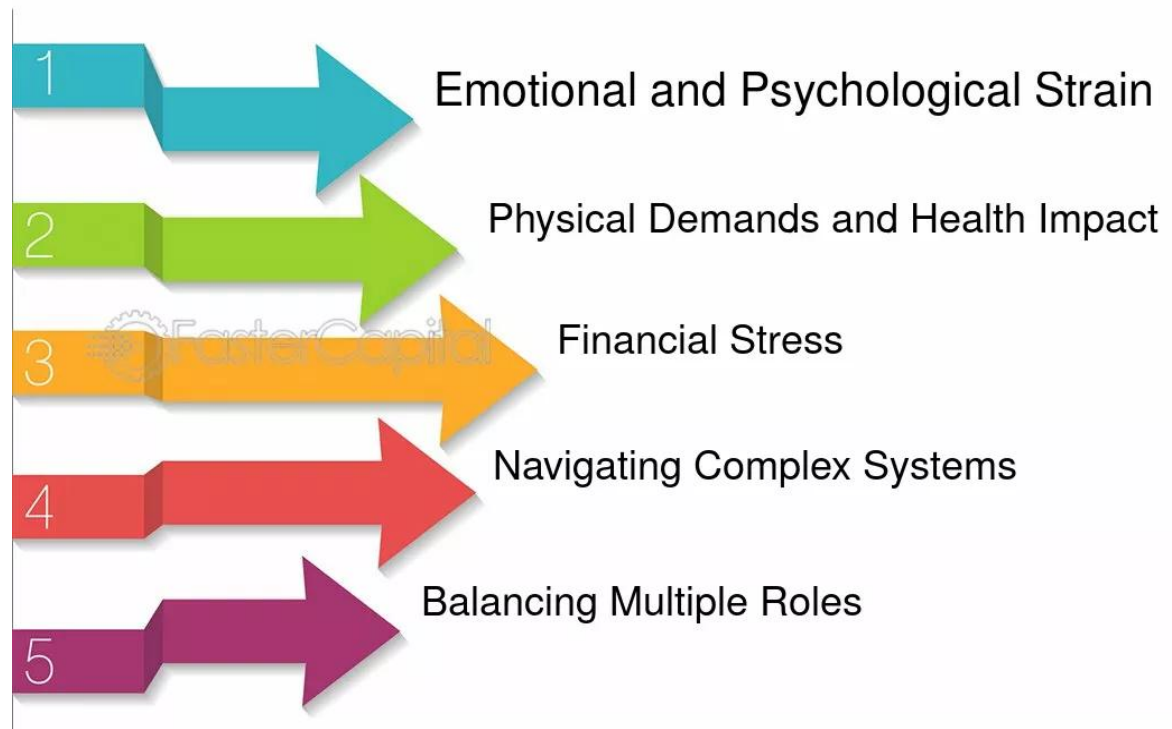 1
Emotional and Psychological Strain
2
Physical Demands and Health Impact
FasterCapital
3
Financial Stress
4
Navigating Complex Systems
5
Balancing Multiple Roles